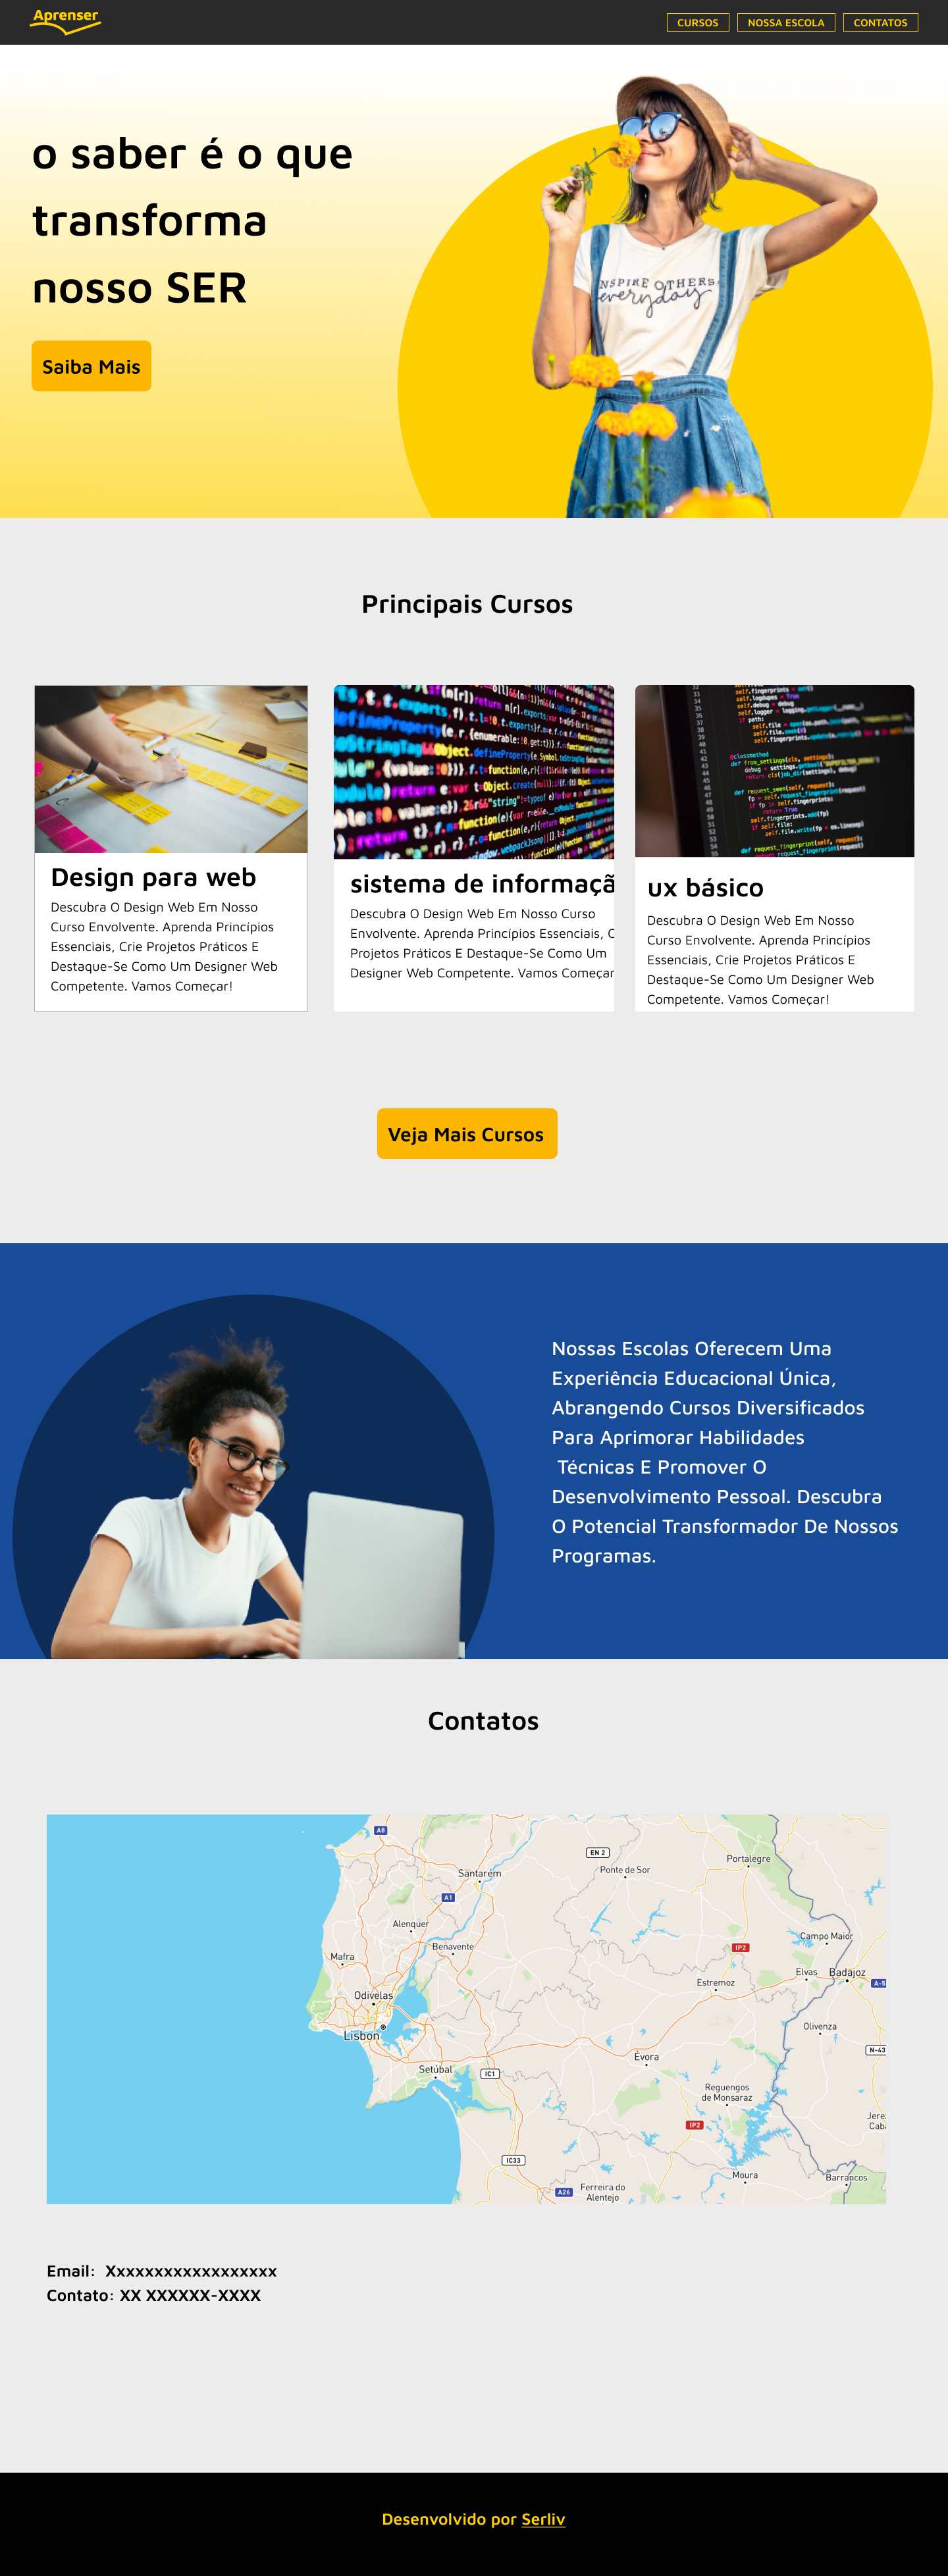 Aprenser
CURSOS
NOSSA ESCOLA
CONTATOS
o saber é o que
transforma
nosso SER
Saiba Mais
NSPIRE OTHERS
everyday
Principais Cursos
Design para web
Descubra O Design Web Em Nosso
Curso Envolvente. Aprenda Princípios
Essenciais, Crie Projetos Práticos E
Destaque-Se Como Um Designer Web
Competente. Vamos Começar!
sistema de informaçã
Descubra O Design Web Em Nosso Curso
Envolvente. Aprenda Princípios Essenciais, C
Projetos Práticos E Destaque-Se Como Um
Designer Web Competente. Vamos Começar
ux básico
Descubra O Design Web Em Nosso
Curso Envolvente. Aprenda Princípios
Essenciais, Crie Projetos Práticos E
Destaque-Se Como Um Designer Web
Competente. Vamos Começar!
Veja Mais Cursos
Nossas Escolas Oferecem Uma
Experiência Educacional Única,
Abrangendo Cursos Diversificados
Para Aprimorar Habilidades
Técnicas E Promover O
Desenvolvimento Pessoal. Descubra
O Potencial Transformador De Nossos
Programas.
Contatos
A8
EN 2
Santarém
Ponte de Sor
Portalegre
A1
Alenquer
Campo Maior
Benavente
IP2
Mafra
Elvas
Badajoz
Estremoz
A-5
Odivelas
Olivenza
Lisbon
N-43
Évora
Setúbal
IC1
Reguengos
de Monsaraz
Jerez
Caba
IP2
IC33
Moura
Barrancos
A26
Ferreira do
Alentejo
Email: Xxxxxxxxxxxxxxxxxx
Contato: XX XXXXXX-XXXX
Desenvolvido por Serliv